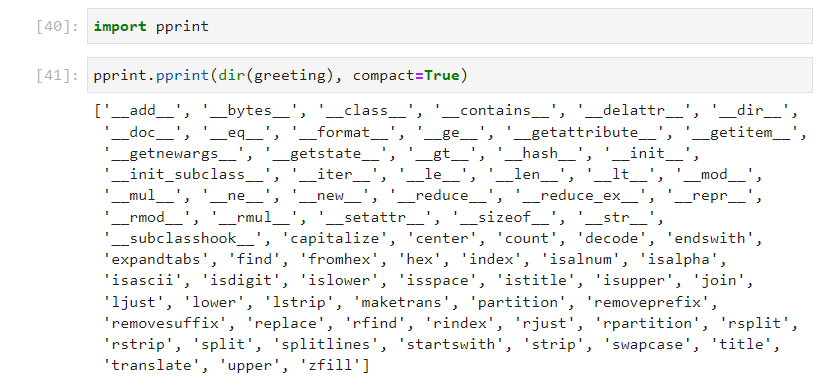 [40]: import pprint
[41]: pprint.pprint(dir(greeting), compact=True)
['__add__', '__bytes__', '__class__', '__contains__', '__delattr__', '__dir__',
'__doc__', '__eq__', '__format__', '__ge__', '__getattribute__', '__getitem__',
'__getnewargs__', '__getstate__', '__gt__', '__hash__', '__init__',
'__init_subclass__', '__iter__', '__le__', '__len__', '__lt__', '__mod__',
'__mul__', '__ne__', '__new__', '__reduce__', '__reduce_ex__', '__repr__',
'__rmod__', '__rmul__', '__setattr__', '__sizeof__', '__str__',
'__subclasshook__', 'capitalize', 'center', 'count', 'decode', 'endswith',
'expandtabs', 'find', 'fromhex', 'hex', 'index', 'isalnum', 'isalpha',
'isascii', 'isdigit', 'islower', 'isspace', 'istitle', 'isupper', 'join',
'ljust', 'lower', 'lstrip', 'maketrans', 'partition', 'removeprefix',
'removesuffix', 'replace', 'rfind', 'rindex', 'rjust', 'rpartition', 'rsplit',
'rstrip', 'split', 'splitlines', 'startswith', 'strip', 'swapcase', 'title',
'translate', 'upper', 'zfill']